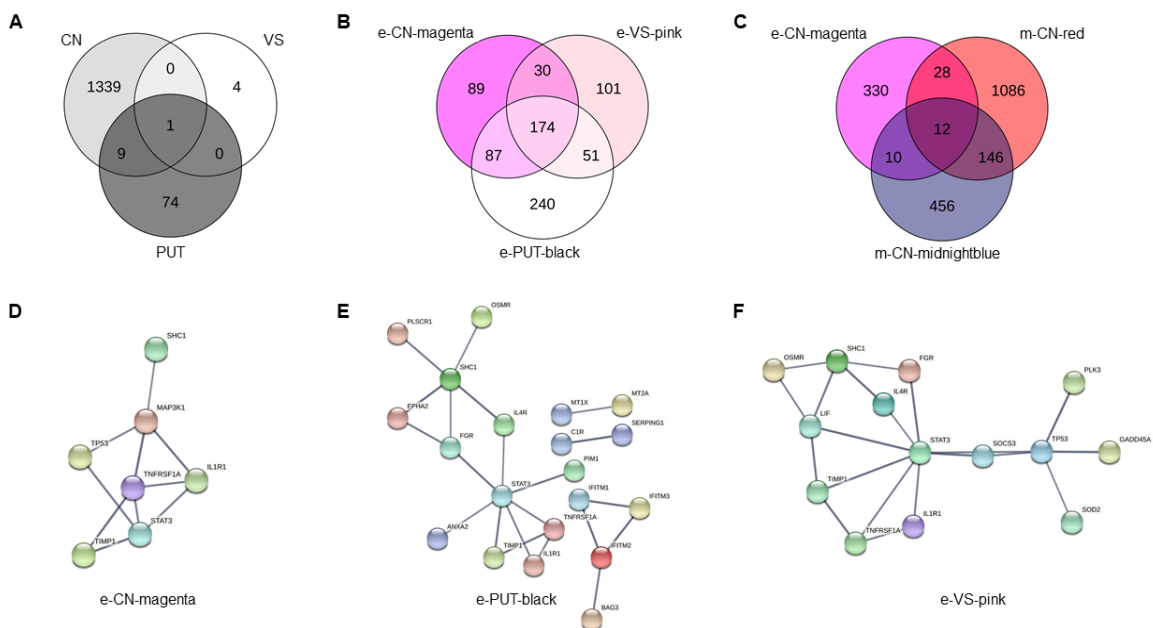 A
CN
VS
0
1339
4
1
9
0
74
PUT
B
e-CN-magenta
e-VS-pink
30
89
101
174
87
51
240
e-PUT-black
C
e-CN-magenta
m-CN-red
28
330
1086
12
10
146
456
m-CN-midnightblue
D
SHC1
MAP3K1
TP53
TNFRSF1A
IL1R1
STAT3
TIMP1
e-CN-magenta
E
OSMR
PLSCR1
SHC1
EPHA2
IL4R
FGR
MT2A
MT1X
SERPING1
C1R
PIM1
STAT3
IFITM1
IFITM3
TNFRSF1A
ANXA2
TIMP1
IL1R1
IFITM2
BAG3
e-PUT-black
F
SHC1
OSMR
FGR
IL4R
PLK3
LIF
STAT3
SOCS3
TP53
GADD45A
TIMP1
IL1R1
SOD2
TNFRSF1A
e-VS-pink